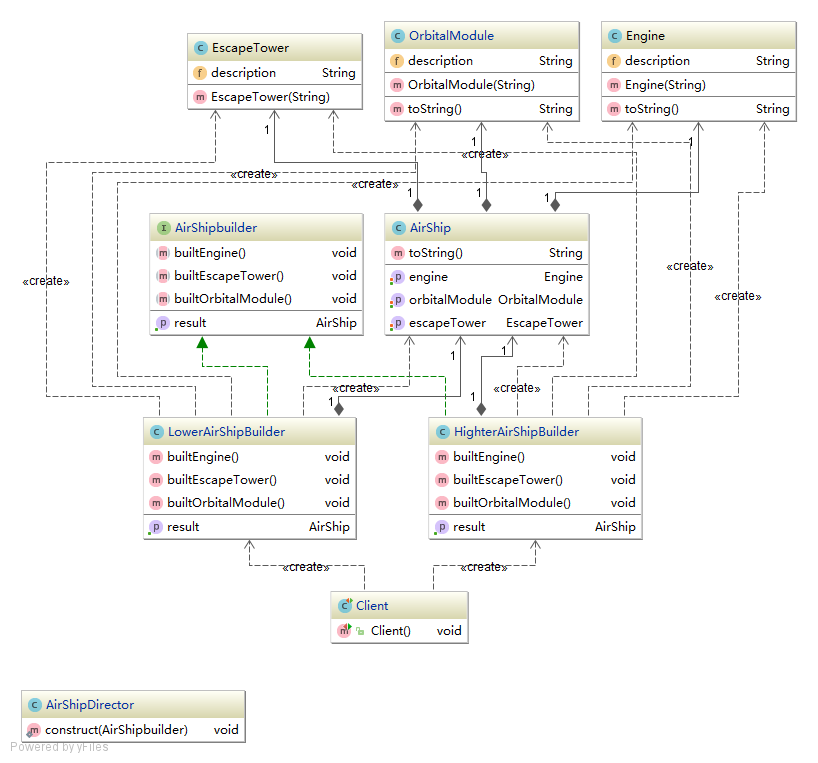 EscapeTower
description String
EscapeTower(String)
OrbitalModule
description String
OrbitalModule(String)
toString() String
Engine
description String
Engine(String)
toString() String
1
1
1
«create»
«create»
«create»
1
1
1
AirShipbuilder
builtEngine() void
builtEscapeTower() void
builtOrbitalModule() void
result AirShip
AirShip
toString() String
engine Engine
orbitalModule OrbitalModule
escapeTower EscapeTower
«create»
«create»
«create»
1
1
«create»
«create»
1
1
LowerAirShipBuilder
builtEngine() void
builtEscapeTower() void
builtOrbitalModule() void
result AirShip
HighterAirShipBuilder
builtEngine() void
builtEscapeTower() void
builtOrbitalModule() void
result AirShip
«create»
«create»
Client
Client() void
AirShipDirector
construct(AirShipbuilder) void
Powered by yFiles